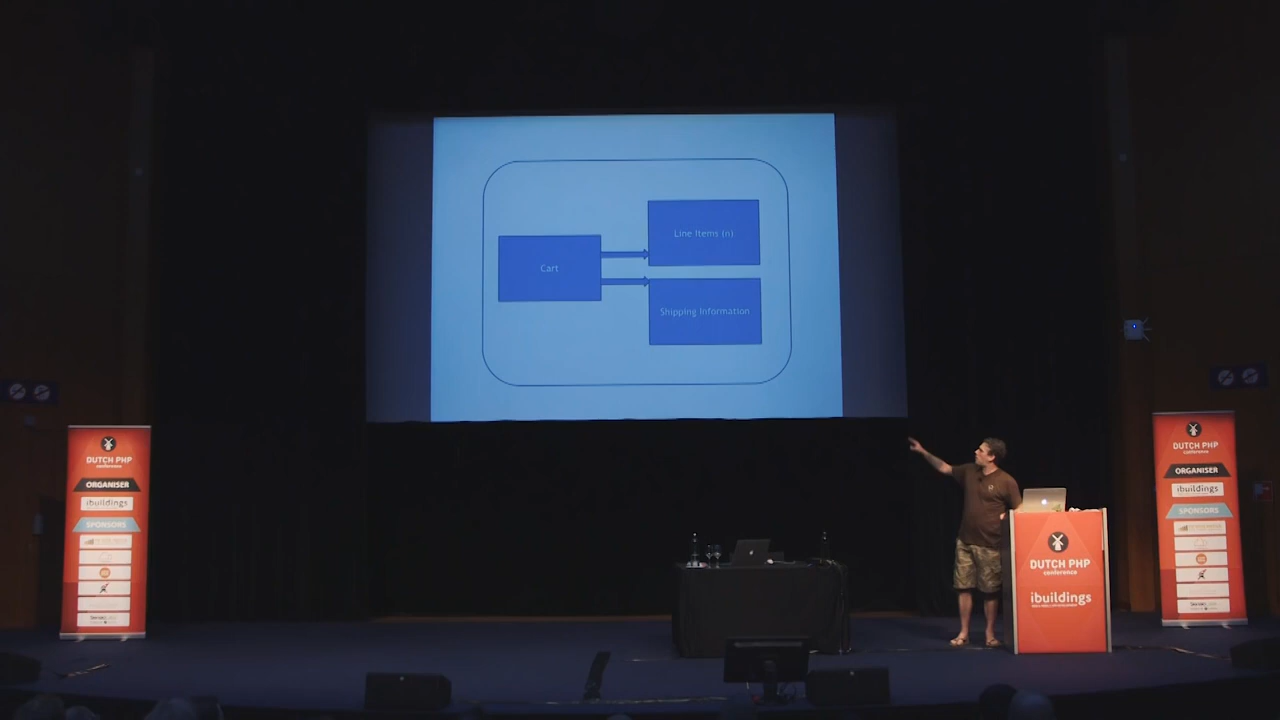 Line Items (n)
Cart
Shipping Information
DUTCH PHP
conference
ORGANISER
ibuildings
SPONSORS
DUTCH PHP
conference
ibuildings
DUTCH PHP
conference
ORGANISER
ibuildings
SPONSORS